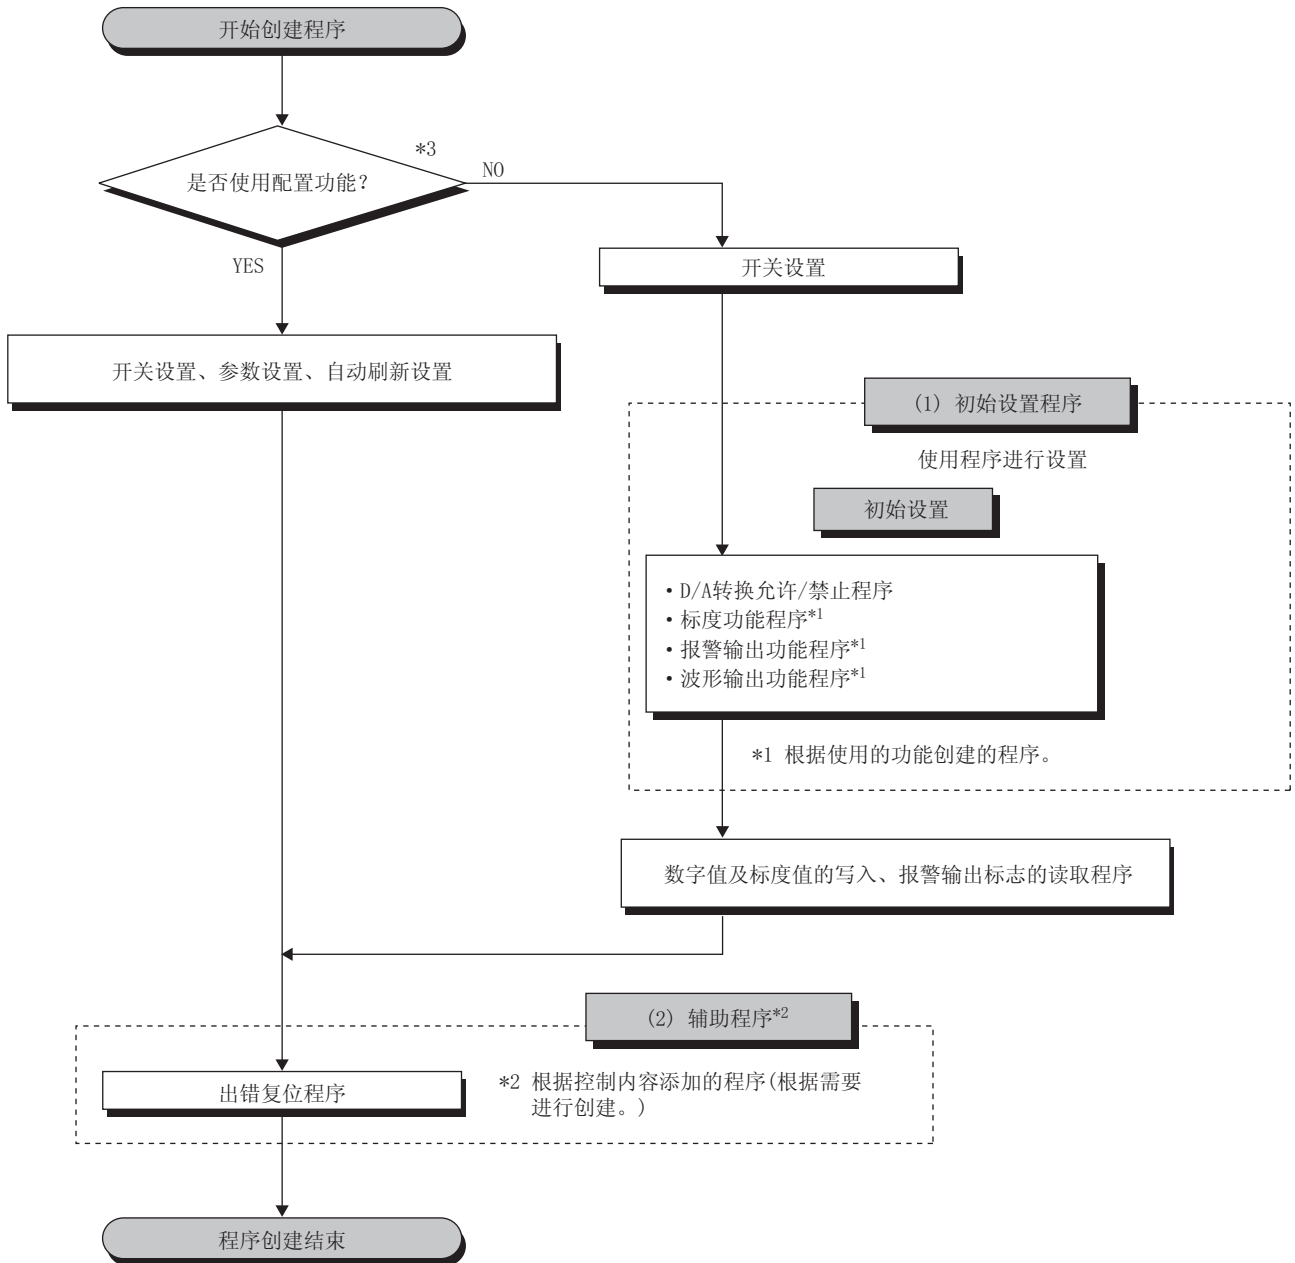 开始创建程序
*3
是否使用配置功能？
NO
YES
开关设置
开关设置、参数设置、自动刷新设置
(1) 初始设置程序
使用程序进行设置
初始设置
・D/A转换允许/禁止程序
・标度功能程序*1
・报警输出功能程序*1
・波形输出功能程序*1
*1 根据使用的功能创建的程序。
数字值及标度值的写入、报警输出标志的读取程序
(2) 辅助程序*2
出错复位程序
*2 根据控制内容添加的程序(根据需要
进行创建。)
程序创建结束